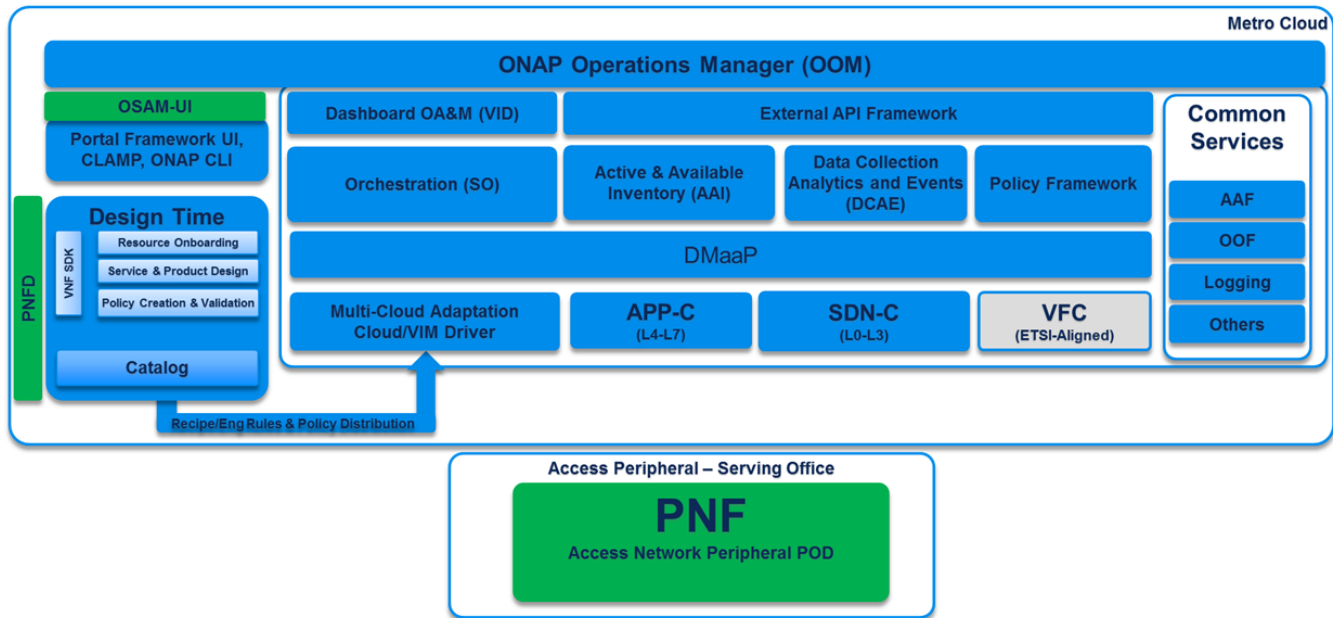 Metro Cloud
ONAP Operations Manager (OOM)
OSAM-UI
Portal Framework UI,
CLAMP, ONAP CLI
Dashboard OA&M (VID)
External API Framework
Common
Services
Orchestration (SO)
Active & Available
Inventory (AAI)
Data Collection
Analytics and Events
(DCAE)
Policy Framework
AAF
OOF
Logging
Others
PNFD
Design Time
VNF SDK
Resource Onboarding
Service & Product Design
Policy Creation & Validation
Catalog
DMaaP
Multi-Cloud Adaptation
Cloud/VIM Driver
APP-C
(L4-L7)
SDN-C
(L0-L3)
VFC
(ETSI-Aligned)
Recipe/Eng Rules & Policy Distribution
Access Peripheral – Serving Office
PNF
Access Network Peripheral POD